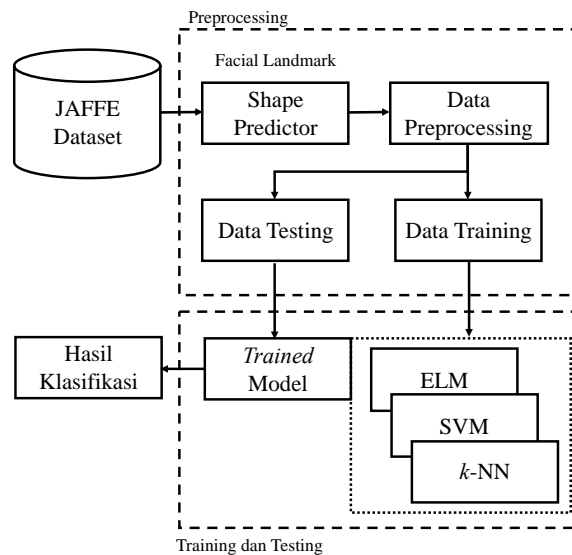 Preprocessing
Facial Landmark
JAFFE
Dataset
Shape
Predictor
Data
Preprocessing
Data Testing
Data Training
Hasil
Klasifikasi
Trained
Model
ELM
SVM
k-NN
Training dan Testing